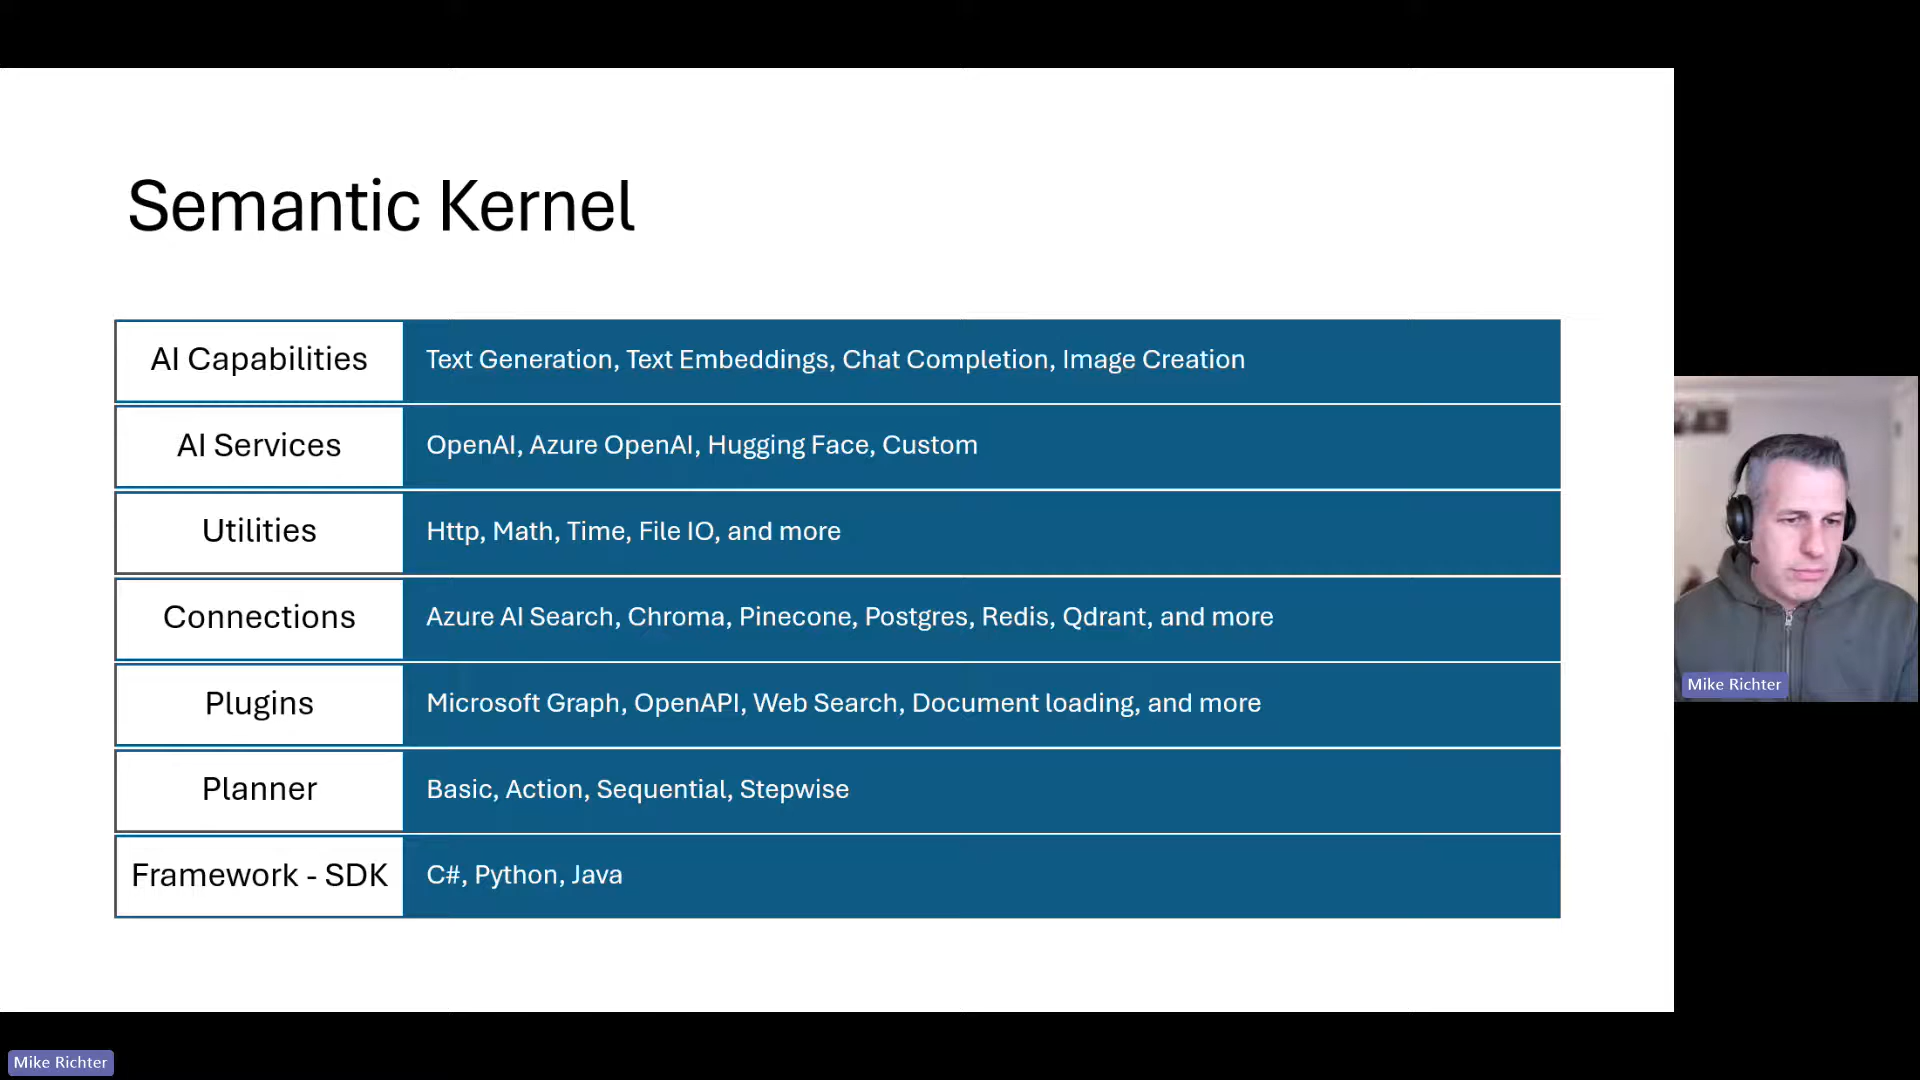 Semantic Kernel
AI Capabilities
Text Generation, Text Embeddings, Chat Completion, Image Creation
AI Services
OpenAI, Azure OpenAI, Hugging Face, Custom
Utilities
Http, Math, Time, File IO, and more
Connections
Azure AI Search, Chroma, Pinecone, Postgres, Redis, Qdrant, and more
Plugins
Microsoft Graph, OpenAPI, Web Search, Document loading, and more
Planner
Basic, Action, Sequential, Stepwise
Framework - SDK
C#, Python, Java
Mike Richter
Mike Richter